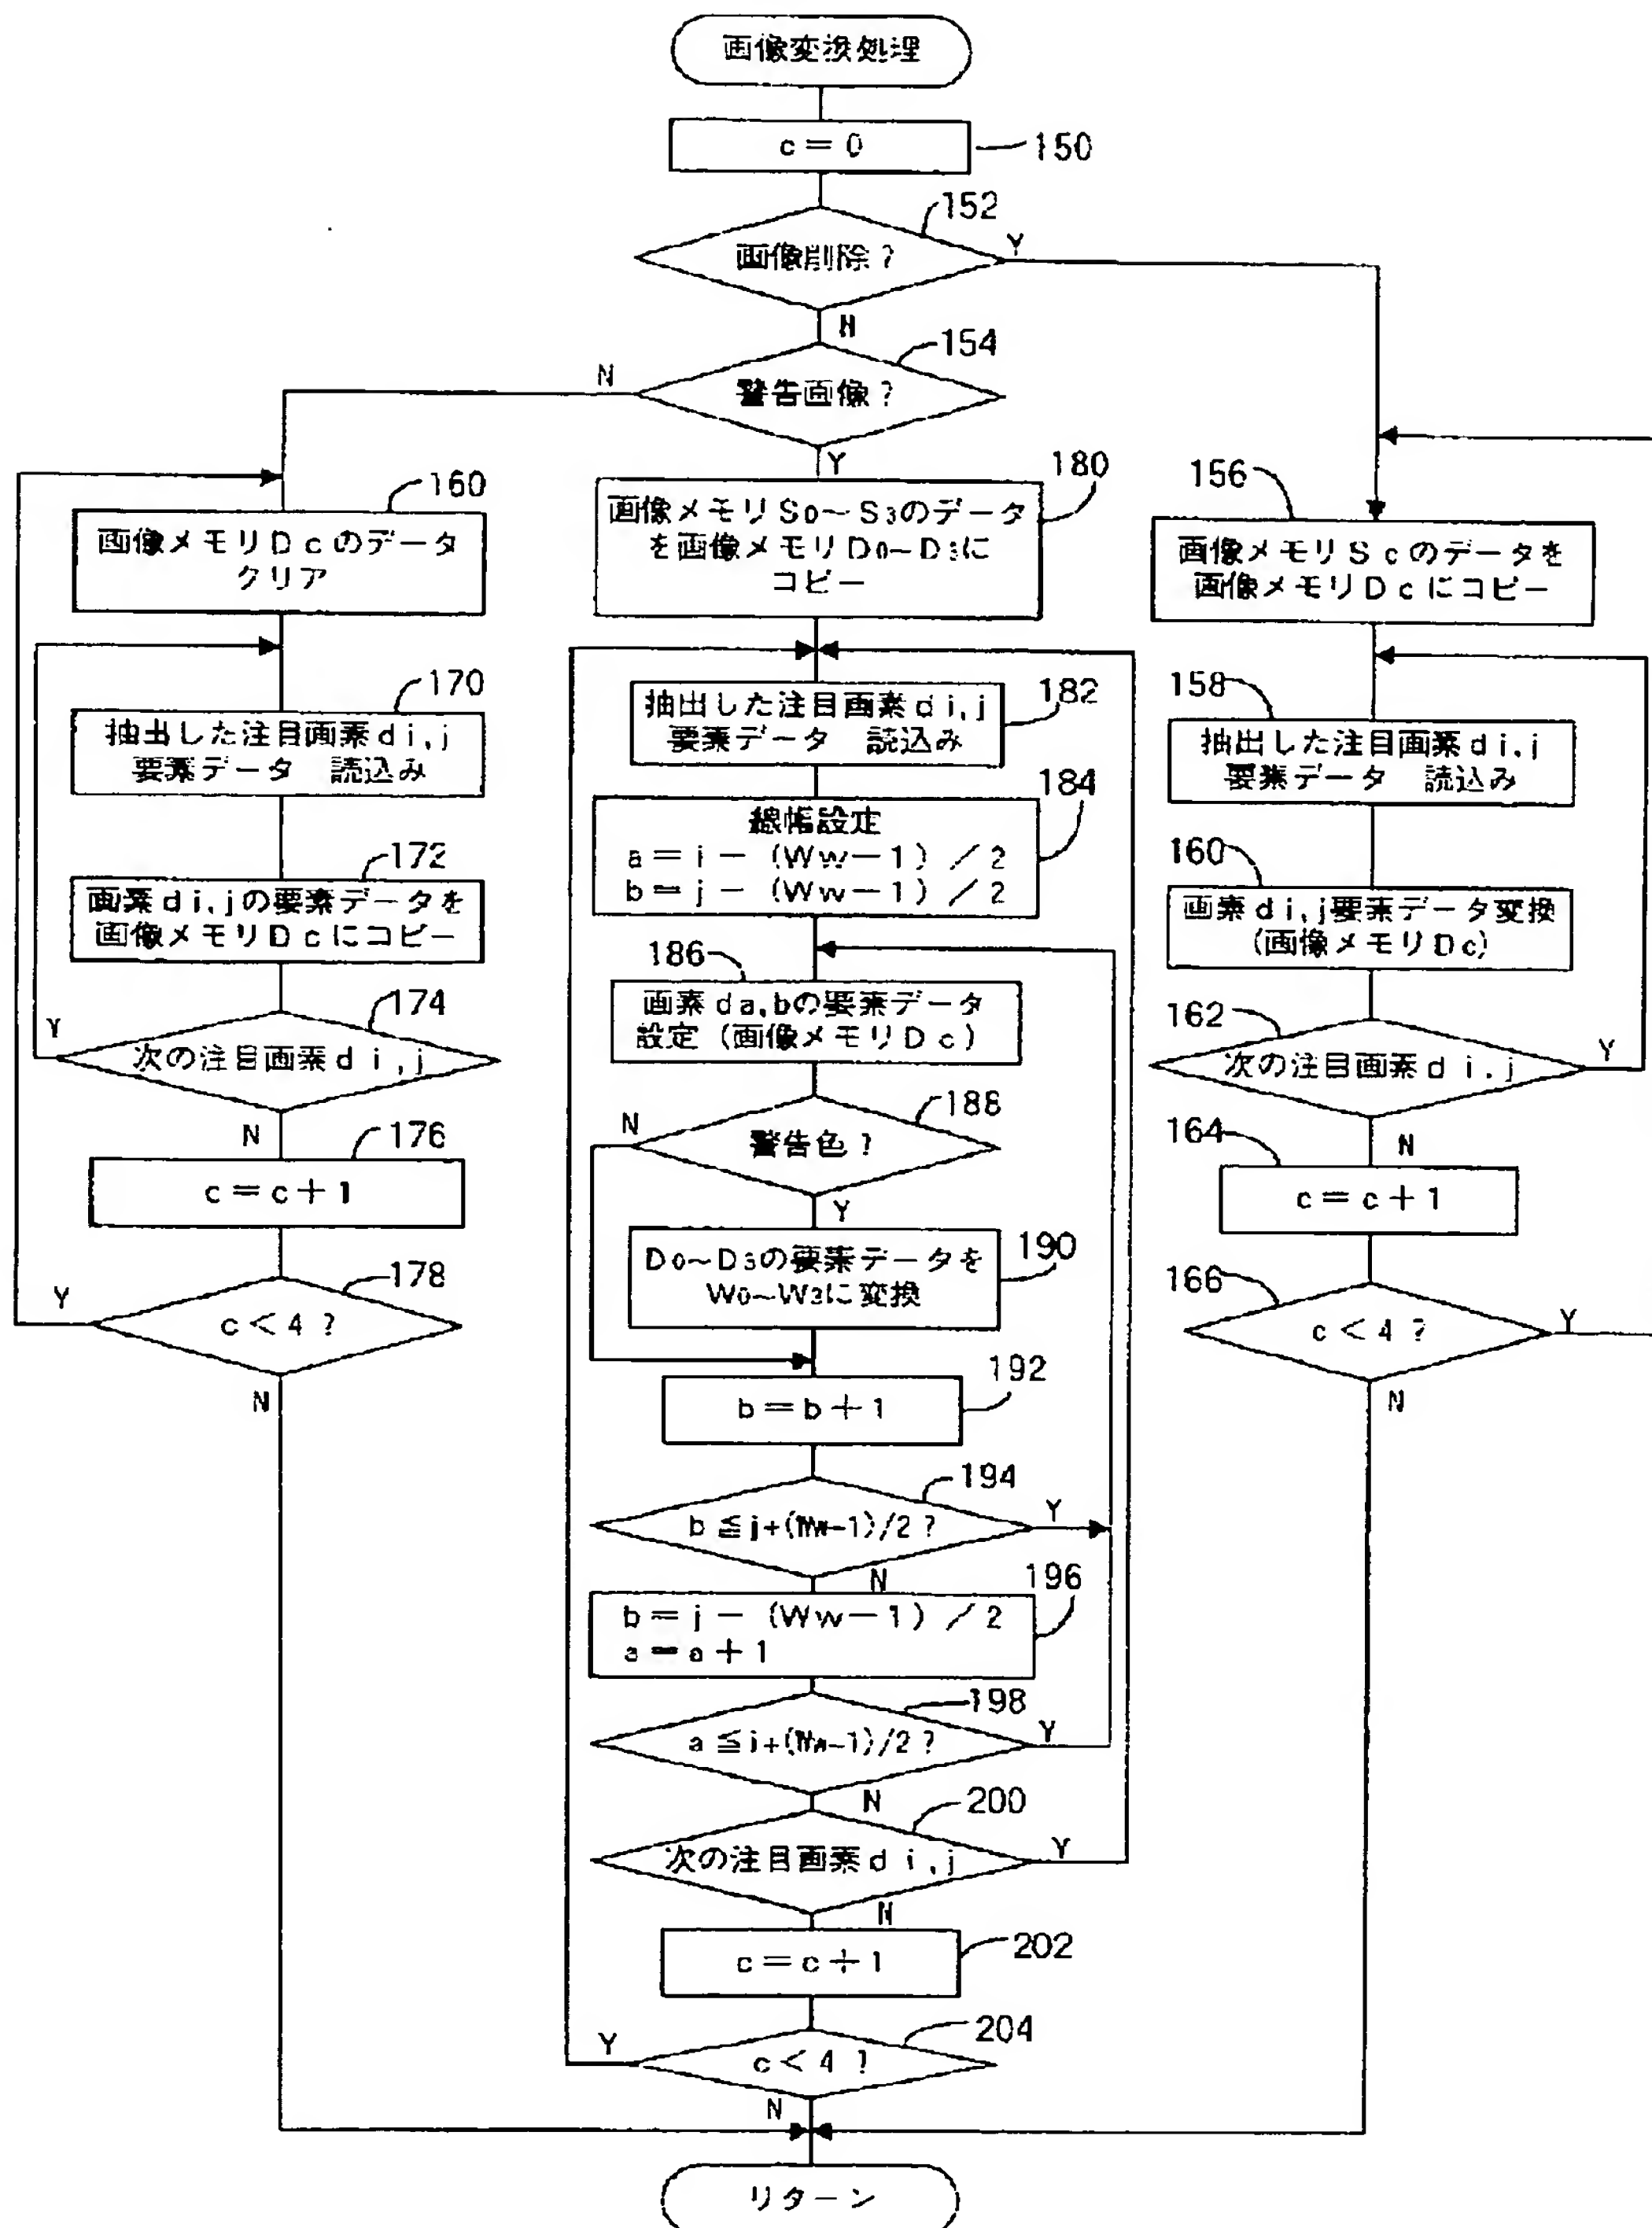 画像変換処理
c＝0
150
152
画像削除？
Y
N
154
警告画像？
N
Y
160
画像メモリＤｃのデータ
クリア
170
抽出した注目画素ｄi,j
要素データ　読込み
172
画素ｄi,jの要素データを
画像メモリＤｃにコピー
174
次の注目画素ｄi,j
Y
N
176
c＝c＋1
178
c＜4？
Y
N
180
画像メモリＳ0～Ｓ3のデータ
を画像メモリＤ0～Ｄ3に
コピー
182
抽出した注目画素ｄi,j
要素データ　読込み
184
線幅設定
a＝i－（Ww－1）／2
b＝j－（Ww－1）／2
186
画素ｄa,bの要素データ
設定（画像メモリＤｃ）
188
警告色？
N
Y
190
Ｄ0～Ｄ3の要素データを
Ｗ0～Ｗ3に変換
192
b＝b＋1
194
b≦j+(Ww-1)/2？
Y
N
196
b＝j－（Ww－1）／2
a＝a＋1
198
a≦i+(Ww-1)/2？
Y
N
200
次の注目画素ｄi,j
Y
N
202
c＝c＋1
204
c＜4？
Y
N
156
画像メモリＳｃのデータを
画像メモリＤｃにコピー
158
抽出した注目画素ｄi,j
要素データ　読込み
160
画素ｄi,j要素データ変換
（画像メモリＤｃ）
162
次の注目画素ｄi,j
Y
N
164
c＝c＋1
166
c＜4？
Y
N
リターン